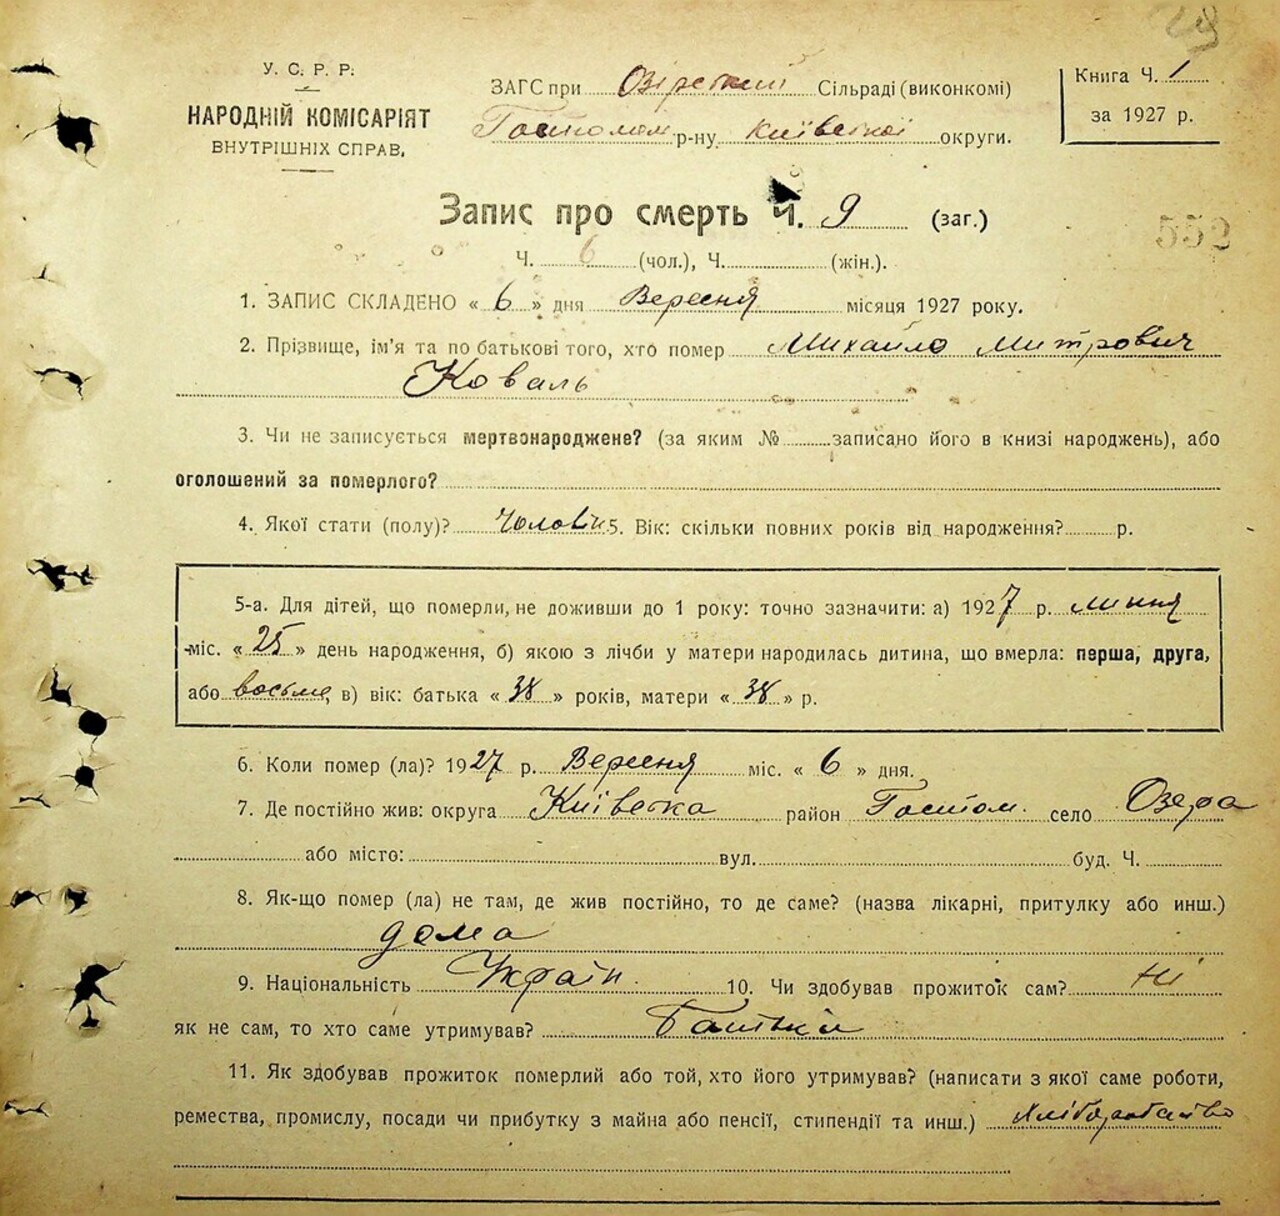 29
У. С. Р. Р.
НАРОДНІЙ КОМІСАРІЯТ
ВНУТРІШНІХ СПРАВ.
ЗАГС при Озірській Сільраді (виконкомі)
Гостомл р-ну Київської округи.
Книга Ч. 1
за 1927 р.
Запис про смерть Ч. 9 (заг.)
Ч. 6 (чол.), Ч. (жін.).
1. ЗАПИС СКЛАДЕНО « 6 » дня Вересня місяця 1927 року.
2. Прізвище, ім'я та по батькові того, хто помер Михайло Митрович
Коваль
3. Чи не записується мертвонароджене? (за яким № записано його в книзі народжень), або
оголошений за померлого?
4. Якої стати (полу)? Чоловіч 5. Вік: скільки повних років від народження? р.
5-а. Для дітей, що померли, не доживши до 1 року: точно зазначити: а) 1927 р. липня
міс. « 25 » день народження, б) якою з лічби у матери народилась дитина, що вмерла: перша, друга,
або восьме, в) вік: батька « 38 » років, матери « 38 » р.
6. Коли помер (ла)? 1927 р. Вересня міс. « 6 » дня.
7. Де постійно жив: округа Київська район Гостом. село Озера
або місто: вул. буд. Ч.
8. Як-що помер (ла) не там, де жив постійно, то де саме? (назва лікарні, притулку або инш.)
дома
9. Національність Україн. 10. Чи здобував прожиток сам? Ні
як не сам, то хто саме утримував? Батьки
11. Як здобував прожиток померлий або той, хто його утримував? (написати з якої саме роботи,
ремества, промислу, посади чи прибутку з майна або пенсії, стипендії та инш.) хліборобство